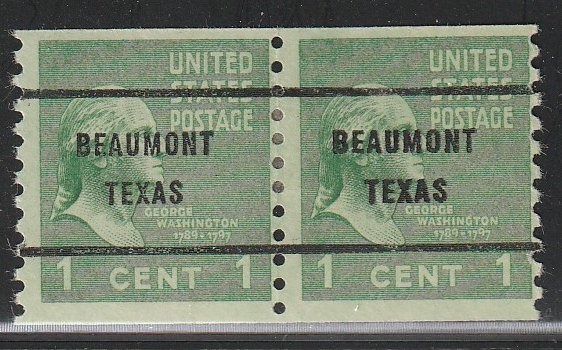 UNITED
STATES
POSTAGE
BEAUMONT
TEXAS
GEORGE
WASHINGTON
1789-1797
1 CENT 1
UNITED
STATES
POSTAGE
BEAUMONT
TEXAS
GEORGE
WASHINGTON
1789-1797
1 CENT 1